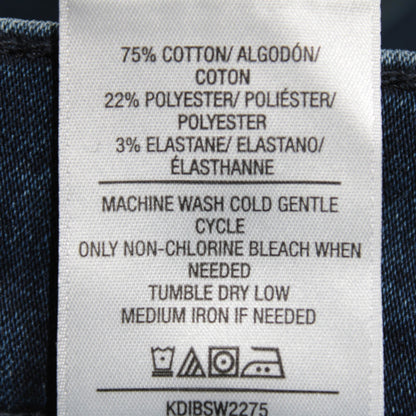 75% COTTON/ ALGODÓN/
COTON
22% POLYESTER/ POLIÉSTER/
POLYESTER
3% ELASTANE/ ELASTANO/
ÉLASTHANNE
MACHINE WASH COLD GENTLE
CYCLE
ONLY NON-CHLORINE BLEACH WHEN
NEEDED
TUMBLE DRY LOW
MEDIUM IRON IF NEEDED
KDIBSW2275